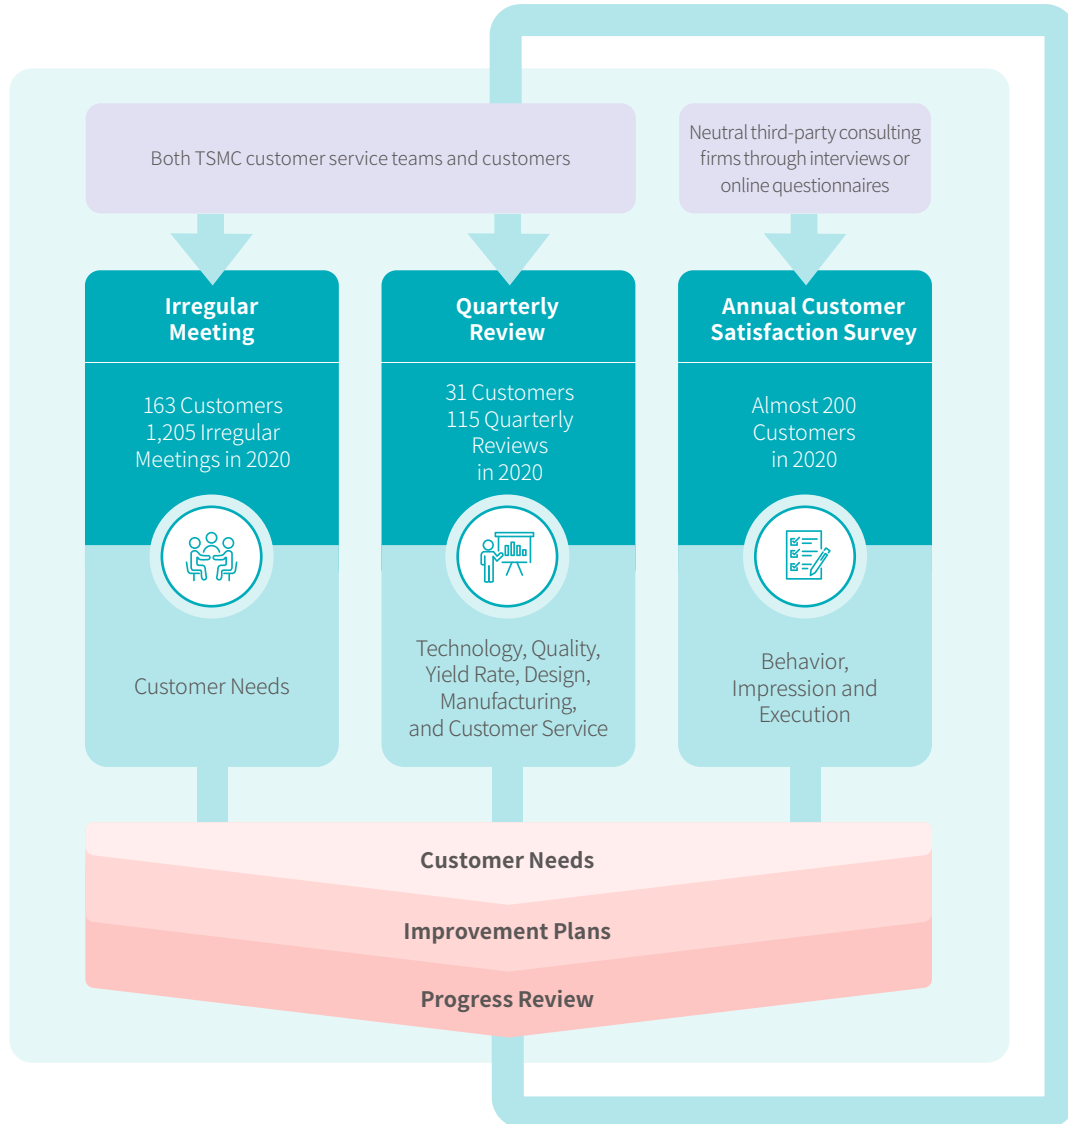 Both TSMC customer service teams and customers
Neutral third-party consulting
firms through interviews or
online questionnaires
Irregular
Meeting
163 Customers
1,205 Irregular
Meetings in 2020
Customer Needs
Quarterly
Review
31 Customers
115 Quarterly
Reviews
in 2020
Technology, Quality,
Yield Rate, Design,
Manufacturing,
and Customer Service
Annual Customer
Satisfaction Survey
Almost 200
Customers
in 2020
Behavior,
Impression and
Execution
Customer Needs
Improvement Plans
Progress Review